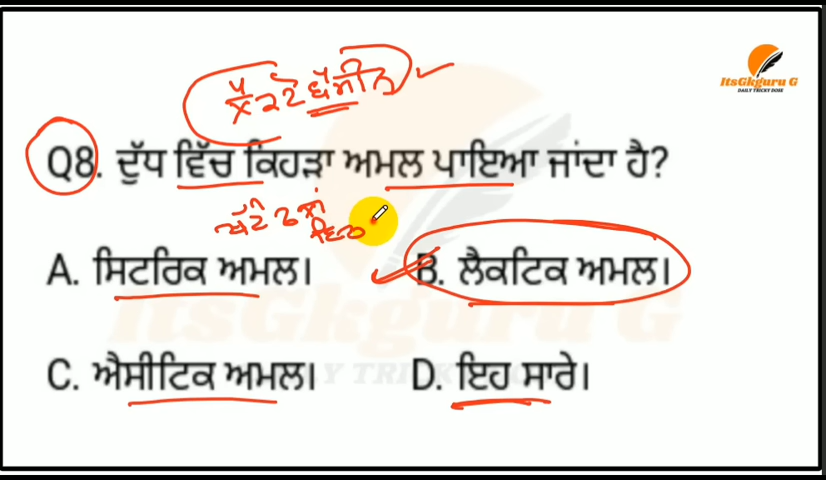 ItsGkguru G
DAILY TRICKY DOSE
Q8. ਦੁੱਧ ਵਿੱਚ ਕਿਹੜਾ ਅਮਲ ਪਾਇਆ ਜਾਂਦਾ ਹੈ?
A. ਸਿਟਰਿਕ ਅਮਲ।
B. ਲੈਕਟਿਕ ਅਮਲ।
C. ਐਸੀਟਿਕ ਅਮਲ।
D. ਇਹ ਸਾਰੇ।